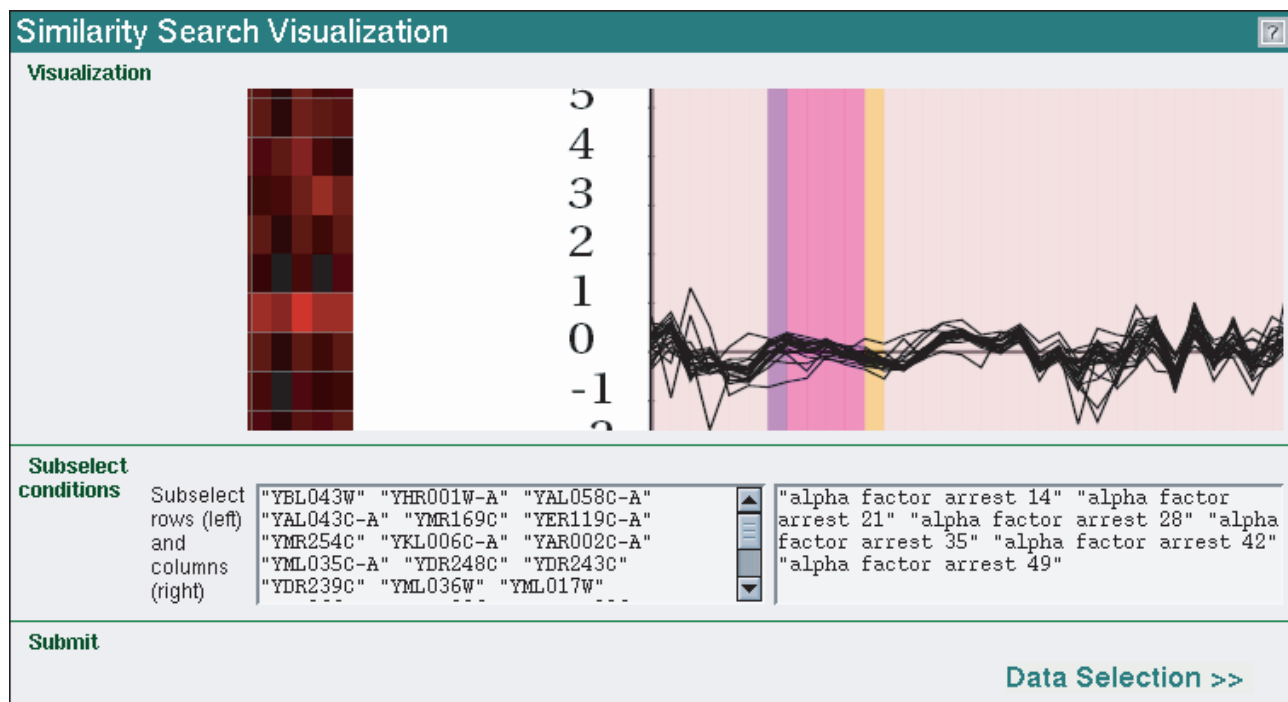 Similarity Search Visualization
?
Visualization
5
4
3
2
1
0
-1
Subselect
conditions
Subselect
rows (left)
and
columns
(right)
"YBL043W" "YHR001W-A" "YAL058C-A"
"YAL043C-A" "YMR169C" "YER119C-A"
"YMR254C" "YKL006C-A" "YAR002C-A"
"YML035C-A" "YDR248C" "YDR243C"
"YDR239C" "YML036W" "YML017W"
"alpha factor arrest 14" "alpha factor
arrest 21" "alpha factor arrest 28" "alpha
factor arrest 35" "alpha factor arrest 42"
"alpha factor arrest 49"
Submit
Data Selection >>